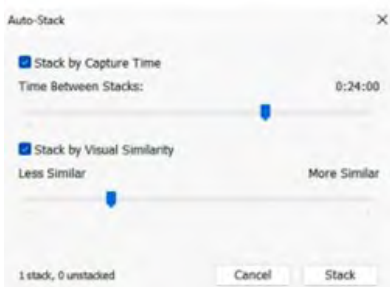 Auto-Stack
Stack by Capture Time
Time Between Stacks: 0:24:00
Stack by Visual Similarity
Less Similar More Similar
1 stack, 0 unstacked Cancel Stack